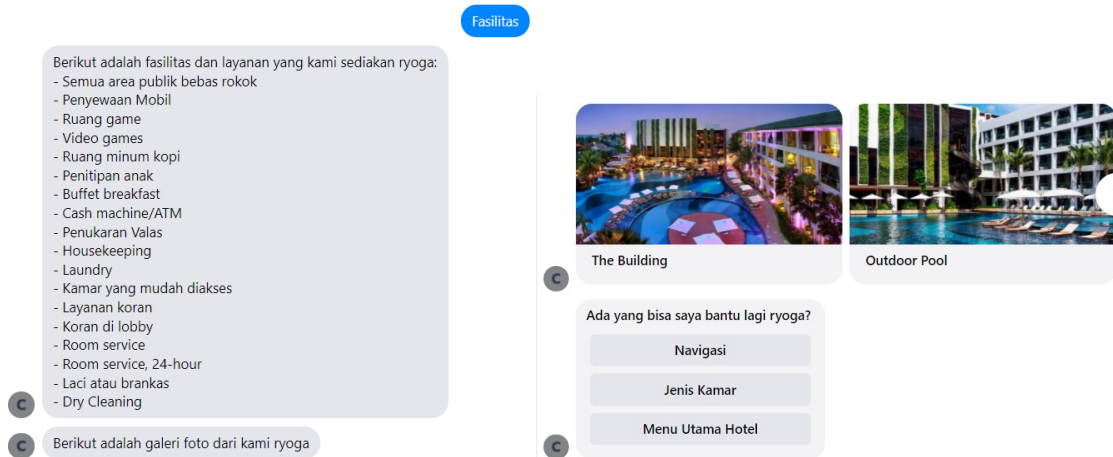 Fasilitas
Berikut adalah fasilitas dan layanan yang kami sediakan ryoga:
- Semua area publik bebas rokok
- Penyewaan Mobil
- Ruang game
- Video games
- Ruang minum kopi
- Penitipan anak
- Buffet breakfast
- Cash machine/ATM
- Penukaran Valas
- Housekeeping
- Laundry
- Kamar yang mudah diakses
- Layanan koran
- Koran di lobby
- Room service
- Room service, 24-hour
- Laci atau brankas
- Dry Cleaning
C
Berikut adalah galeri foto dari kami ryoga
C
The Building
Outdoor Pool
C
Ada yang bisa saya bantu lagi ryoga?
Navigasi
Jenis Kamar
Menu Utama Hotel
C